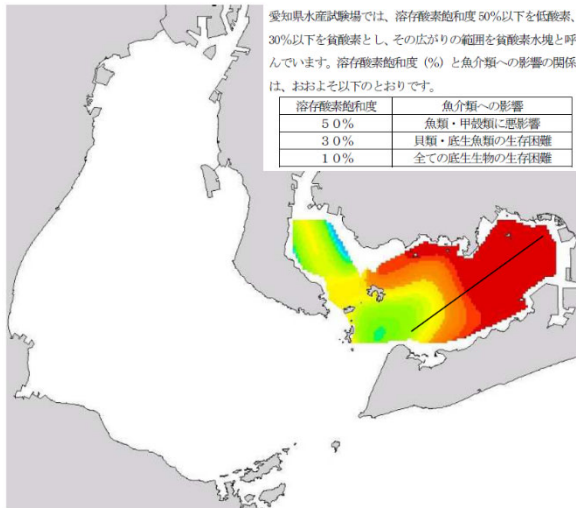 愛知県水産試験場では、溶存酸素飽和度 50%以下を低酸素、
30%以下を貧酸素とし、その広がりの範囲を貧酸素水塊と呼
んでいます。溶存酸素飽和度（%）と魚介類への影響の関係
は、おおよそ以下のとおりです。
溶存酸素飽和度 魚介類への影響
５０% 魚類・甲殻類に悪影響
３０% 貝類・底生魚類の生存困難
１０% 全ての底生生物の生存困難